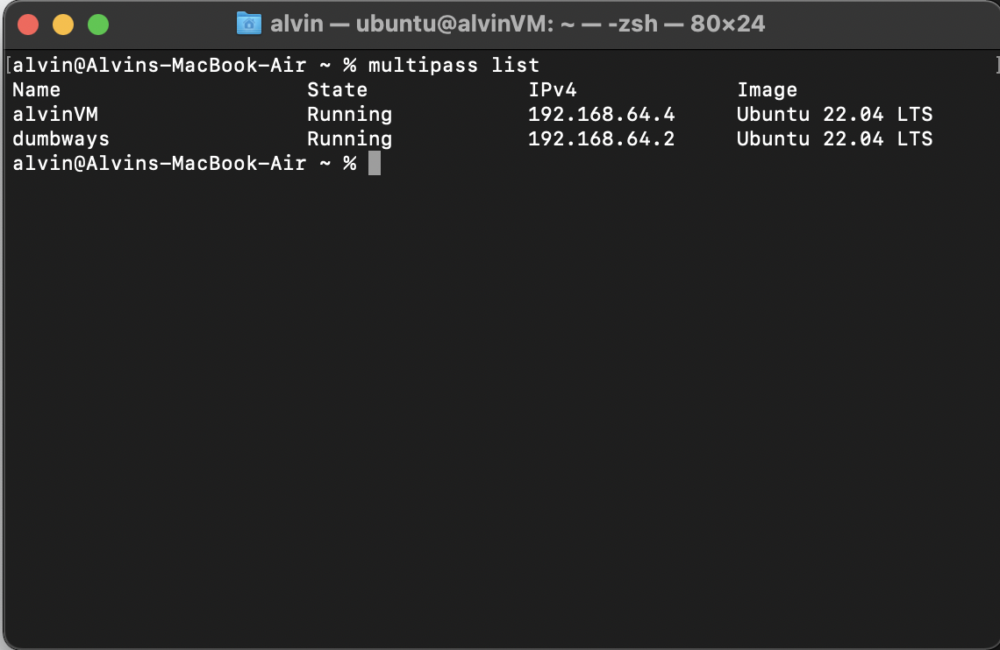 alvin — ubuntu@alvinVM: ~ — -zsh — 80×24
[alvin@Alvins-MacBook-Air ~ % multipass list ]
Name State IPv4 Image
alvinVM Running 192.168.64.4 Ubuntu 22.04 LTS
dumbways Running 192.168.64.2 Ubuntu 22.04 LTS
alvin@Alvins-MacBook-Air ~ %